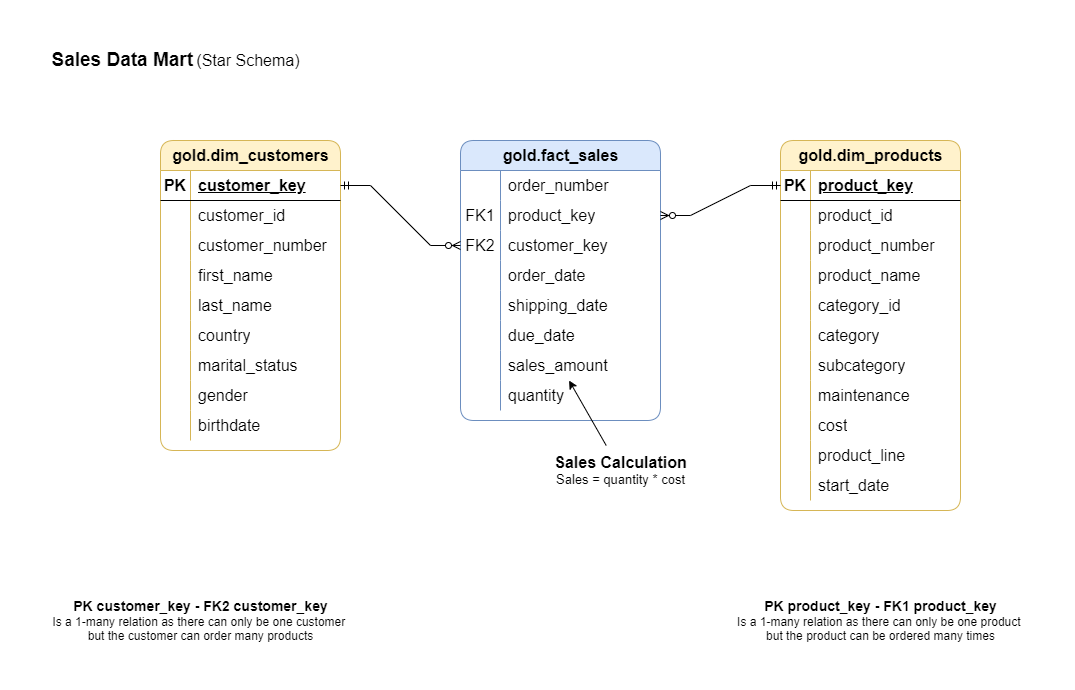 Sales Data Mart (Star Schema)
gold.dim_customers
PK customer_key
customer_id
customer_number
first_name
last_name
country
marital_status
gender
birthdate
gold.fact_sales
order_number
FK1 product_key
FK2 customer_key
order_date
shipping_date
due_date
sales_amount
quantity
Sales Calculation
Sales = quantity * cost
gold.dim_products
PK product_key
product_id
product_number
product_name
category_id
category
subcategory
maintenance
cost
product_line
start_date
PK customer_key - FK2 customer_key
Is a 1-many relation as there can only be one customer
but the customer can order many products
PK product_key - FK1 product_key
Is a 1-many relation as there can only be one product
but the product can be ordered many times